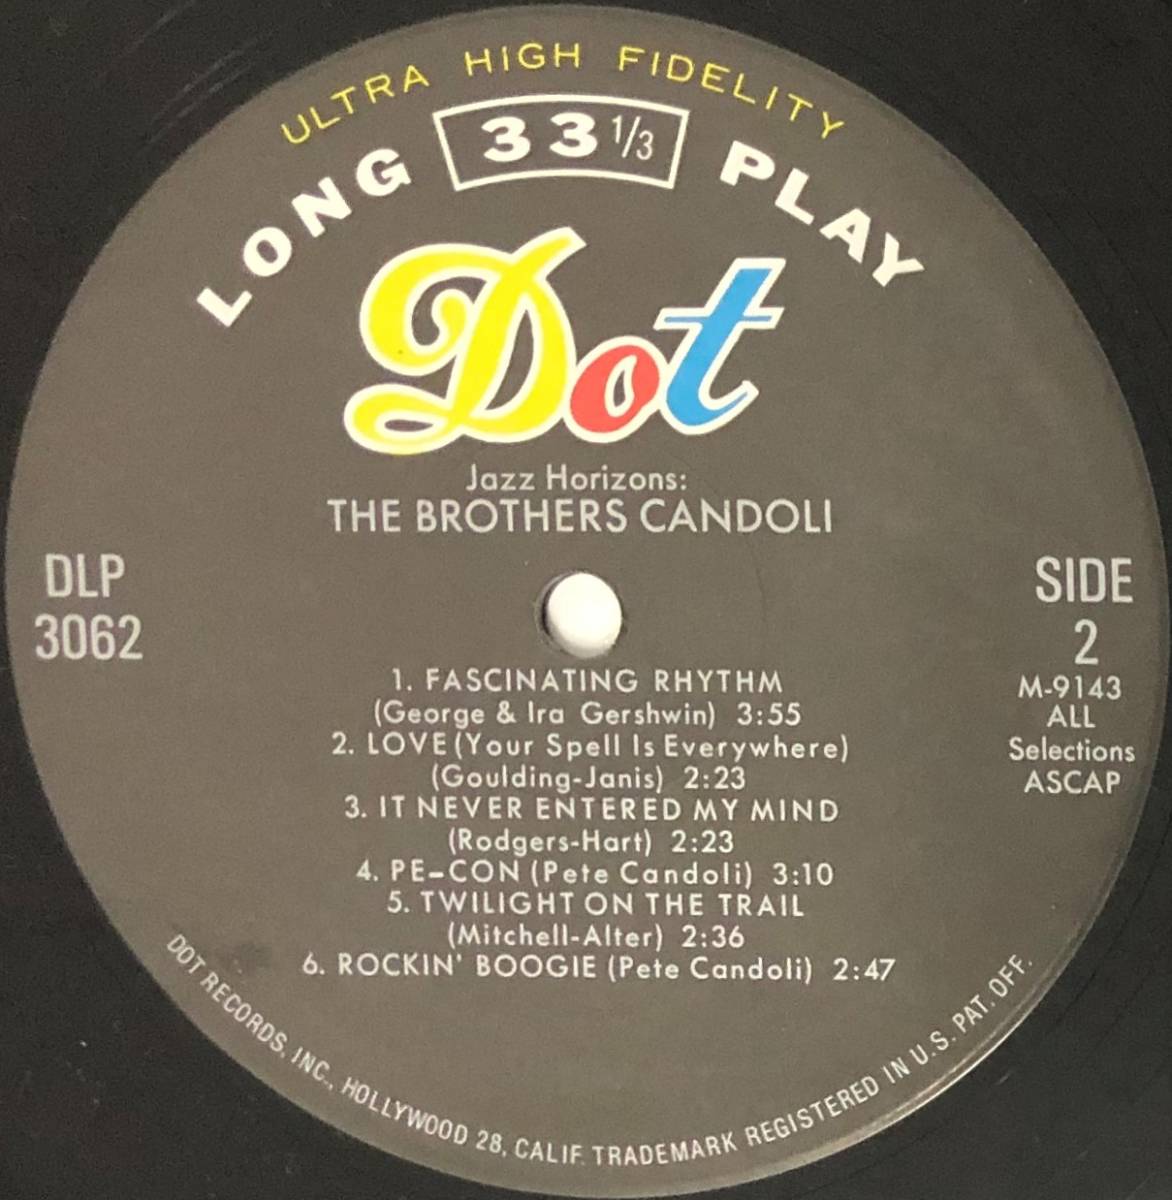 ULTRA HIGH FIDELITY
LONG 33 1/3 PLAY
Dot
Jazz Horizons:
THE BROTHERS CANDOLI
DLP
3062
SIDE
2
M-9143
ALL
Selections
ASCAP
1. FASCINATING RHYTHM
(George & Ira Gershwin) 3:55
2. LOVE (Your Spell Is Everywhere)
(Goulding-Janis) 2:23
3. IT NEVER ENTERED MY MIND
(Rodgers-Hart) 2:23
4. PE-CON (Pete Candoli) 3:10
5. TWILIGHT ON THE TRAIL
(Mitchell-Alter) 2:36
6. ROCKIN' BOOGIE (Pete Candoli) 2:47
DOT RECORDS, INC., HOLLYWOOD 28, CALIF. TRADEMARK REGISTERED IN U.S. PAT. OFF.